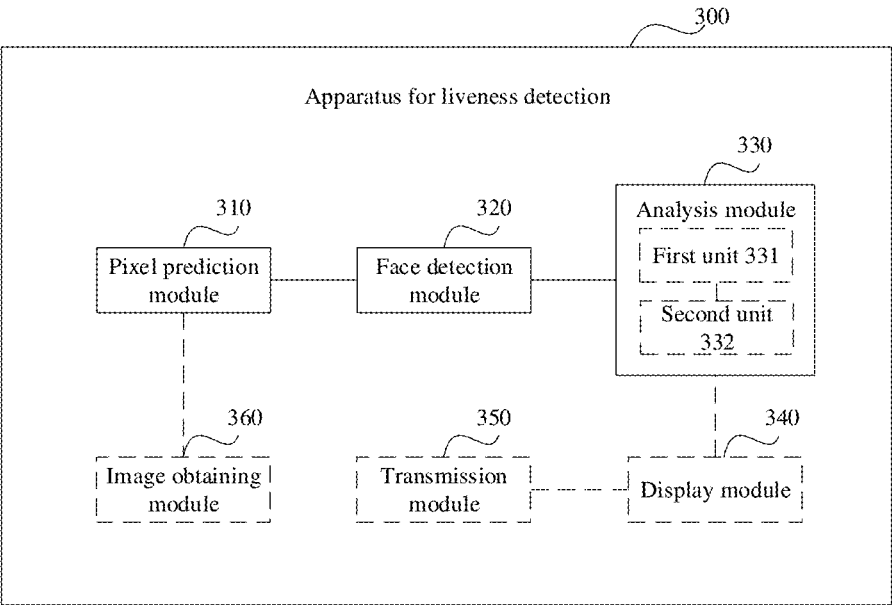 300
Apparatus for liveness detection
330
310
320
Analysis module
First unit 331
Pixel prediction
module
Face detection
module
Second unit
332
360
350
340
Image obtaining
module
Transmission
module
Display module